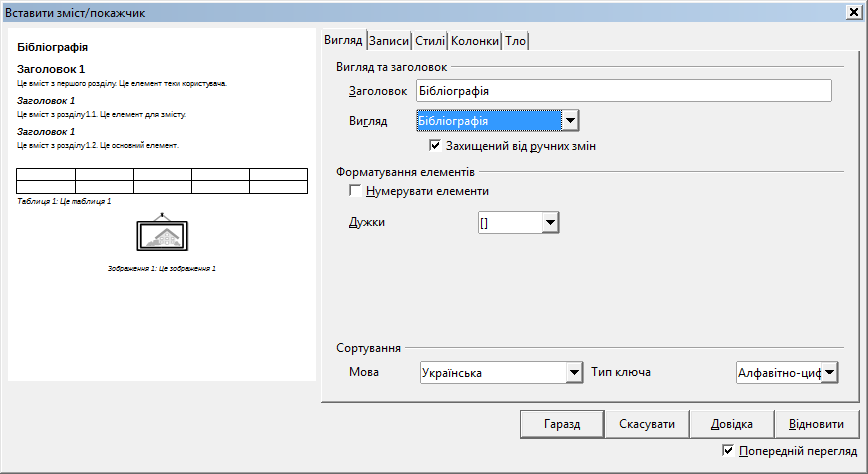 Вставити зміст/покажчик
Бібліографія
Заголовок 1
Це вміст з першого розділу. Це елемент теки користувача.
Заголовок 1
Це вміст з розділу1.1. Це елемент для змісту.
Заголовок 1
Це вміст з розділу1.2. Це основний елемент.
Таблиця 1: Це таблиця 1
Зображення 1: Це зображення 1
Вигляд Записи Стилі Колонки Тло
Вигляд та заголовок
Заголовок Бібліографія
Вигляд Бібліографія
Захищений від ручних змін
Форматування елементів
Нумерувати елементи
Дужки []
Сортування
Мова Українська Тип ключа Алфавітно-циф
Гаразд Скасувати Довідка Відновити
Попередній перегляд